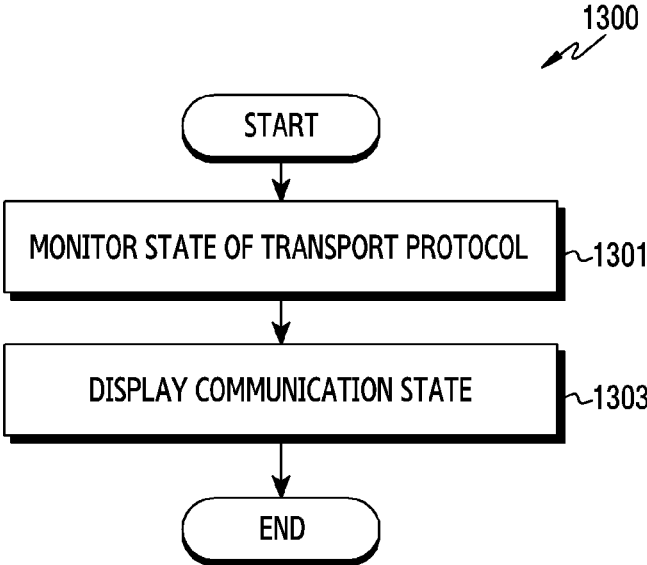 1300
START
MONITOR STATE OF TRANSPORT PROTOCOL
1301
DISPLAY COMMUNICATION STATE
1303
END